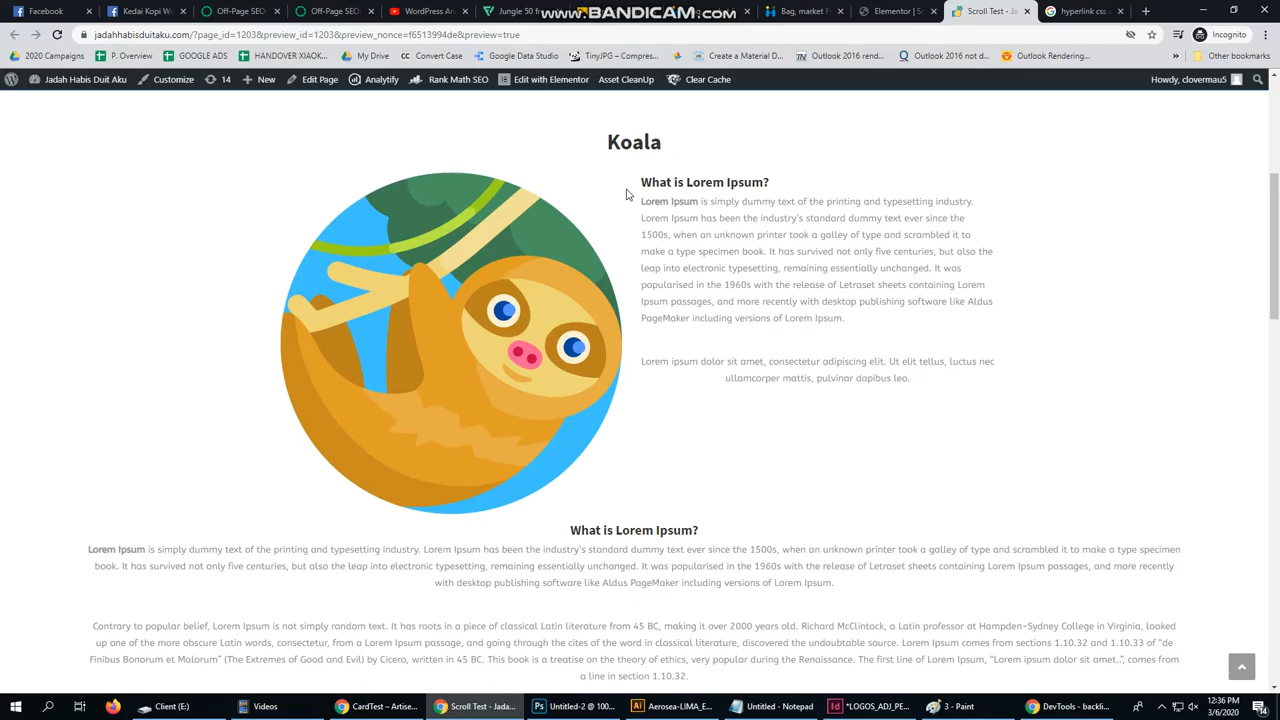 Facebook
Kedai Kopi W
Off-Page SEO
Off-Page SEO
WordPress An
Jungle 50 fr
www.BANDICAM.com
Bag, market F
Elementor | S
Scroll Test - Ja
hyperlink css
jadahhabisduitaku.com/?page_id=1203&preview_id=1203&preview_nonce=f6513994de&preview=true
Incognito
2020 Campaigns
P. Overview
GOOGLE ADS
HANDOVER XIAOK...
My Drive
CC Convert Case
Google Data Studio
TinyJPG – Compres...
Create a Material D...
Outlook 2016 rend...
Outlook 2016 not d...
Outlook Rendering...
»
Other bookmarks
Jadah Habis Duit Aku
Customize
14
+ New
Edit Page
Analytify
Rank Math SEO
Edit with Elementor
Asset CleanUp
Clear Cache
Howdy, clovermau5
Koala
What is Lorem Ipsum?
Lorem Ipsum is simply dummy text of the printing and typesetting industry.
Lorem Ipsum has been the industry's standard dummy text ever since the
1500s, when an unknown printer took a galley of type and scrambled it to
make a type specimen book. It has survived not only five centuries, but also the
leap into electronic typesetting, remaining essentially unchanged. It was
popularised in the 1960s with the release of Letraset sheets containing Lorem
Ipsum passages, and more recently with desktop publishing software like Aldus
PageMaker including versions of Lorem Ipsum.
Lorem ipsum dolor sit amet, consectetur adipiscing elit. Ut elit tellus, luctus nec
ullamcorper mattis, pulvinar dapibus leo.
What is Lorem Ipsum?
Lorem Ipsum is simply dummy text of the printing and typesetting industry. Lorem Ipsum has been the industry's standard dummy text ever since the 1500s, when an unknown printer took a galley of type and scrambled it to make a type specimen
book. It has survived not only five centuries, but also the leap into electronic typesetting, remaining essentially unchanged. It was popularised in the 1960s with the release of Letraset sheets containing Lorem Ipsum passages, and more recently
with desktop publishing software like Aldus PageMaker including versions of Lorem Ipsum.
Contrary to popular belief, Lorem Ipsum is not simply random text. It has roots in a piece of classical Latin literature from 45 BC, making it over 2000 years old. Richard McClintock, a Latin professor at Hampden-Sydney College in Virginia, looked
up one of the more obscure Latin words, consectetur, from a Lorem Ipsum passage, and going through the cites of the word in classical literature, discovered the undoubtable source. Lorem Ipsum comes from sections 1.10.32 and 1.10.33 of "de
Finibus Bonorum et Malorum" (The Extremes of Good and Evil) by Cicero, written in 45 BC. This book is a treatise on the theory of ethics, very popular during the Renaissance. The first line of Lorem Ipsum, "Lorem ipsum dolor sit amet..", comes from
a line in section 1.10.32.
Client (E:)
Videos
CardTest – Artise...
Scroll Test - Jada...
Untitled-2 @ 100...
Aerosea-LIMA_E...
Untitled - Notepad
*LOGOS_ADJ_PE...
3 - Paint
DevTools - backli...
12:36 PM
3/6/2020
14